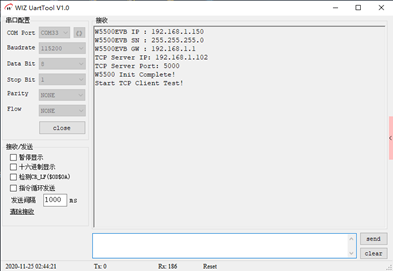 WIZ UartTool V1.0
串口配置
COM Port COM33
Baudrate 115200
Data Bit 8
Stop Bit 1
Parity NONE
Flow NONE
close
接收/发送
暂停显示
十六进制显示
检测CR_LF($0D$0A)
指令循环发送
发送间隔 1000 ms
清除接收
接收
W5500EVB IP : 192.168.1.150
W5500EVB SN : 255.255.255.0
W5500EVB GW : 192.168.1.1
TCP Server IP: 192.168.1.102
TCP Server Port: 5000
W5500 Init Complete!
Start TCP Client Test!
send
clear
2020-11-25 02:44:21 Tx: 0 Rx: 186 Reset